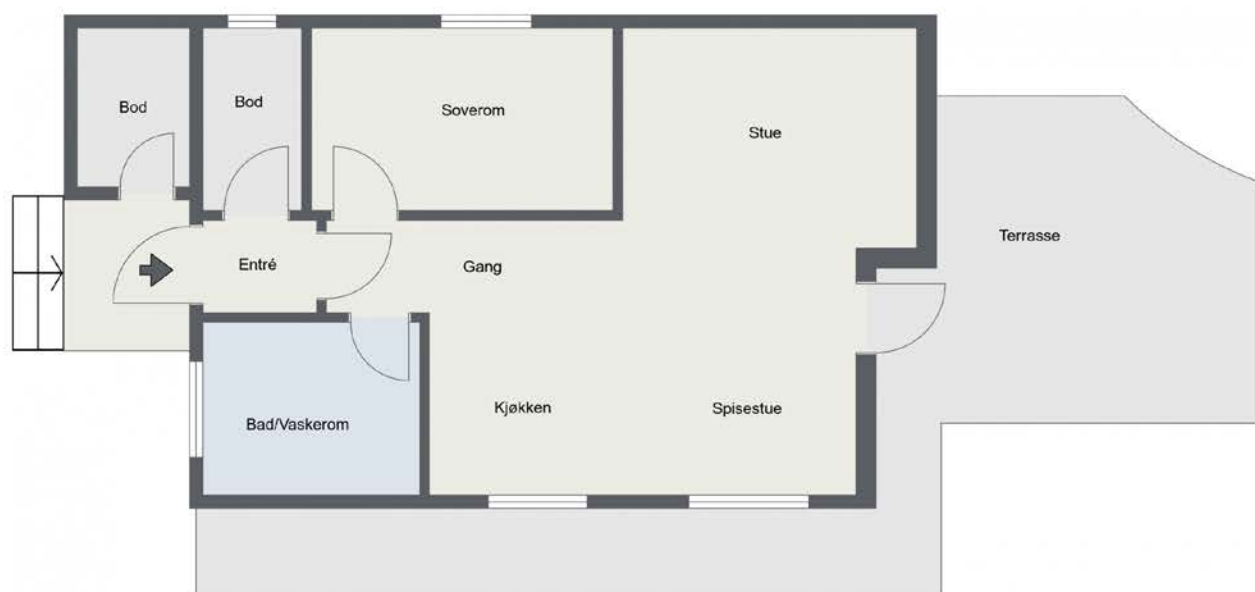 Bod
Bod
Soverom
Stue
Terrasse
Entré
Gang
Kjøkken
Spisestue
Bad/Vaskerom